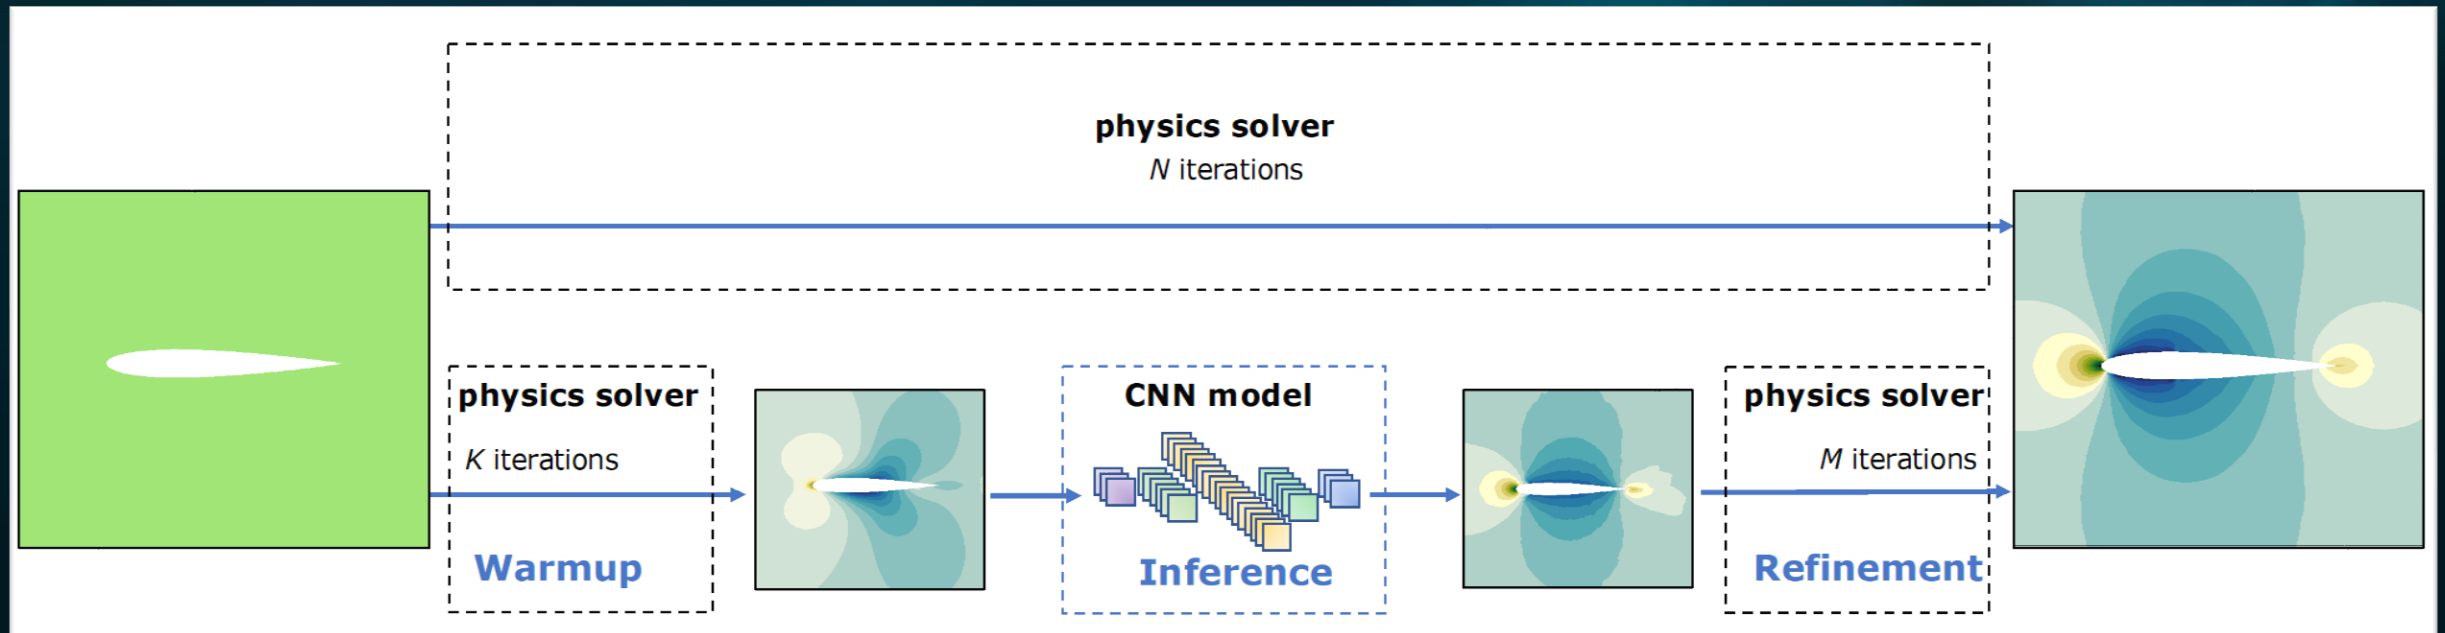 physics solver
N iterations
physics solver
K iterations
Warmup
CNN model
Inference
physics solver
M iterations
Refinement